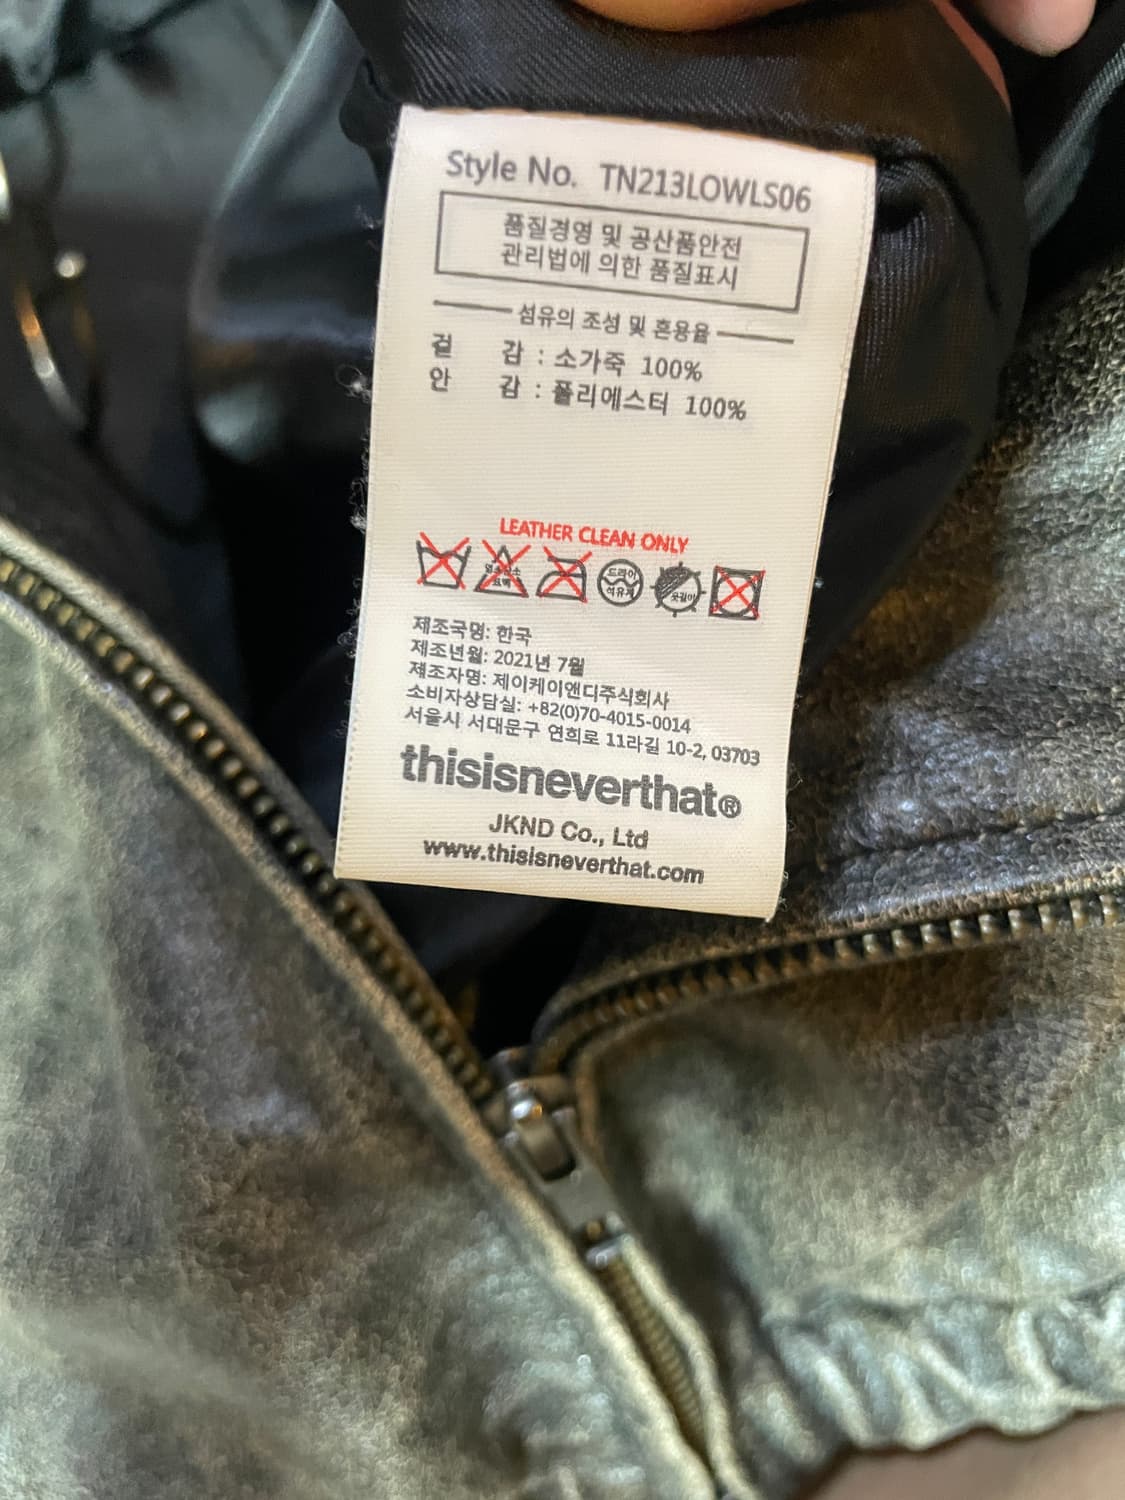 Style No. TN213LOWLS06
품질경영 및 공산품안전
관리법에 의한 품질표시
섬유의 조성 및 혼용율
겉 감 : 소가죽 100%
안 감 : 폴리에스터 100%
LEATHER CLEAN ONLY
드라이
석유계
옷걸이
제조국명: 한국
제조년월: 2021년 7월
제조자명: 제이케이앤디주식회사
소비자상담실: +82(0)70-4015-0014
서울시 서대문구 연희로 11라길 10-2, 03703
thisisneverthat®
JKND Co., Ltd
www.thisisneverthat.com